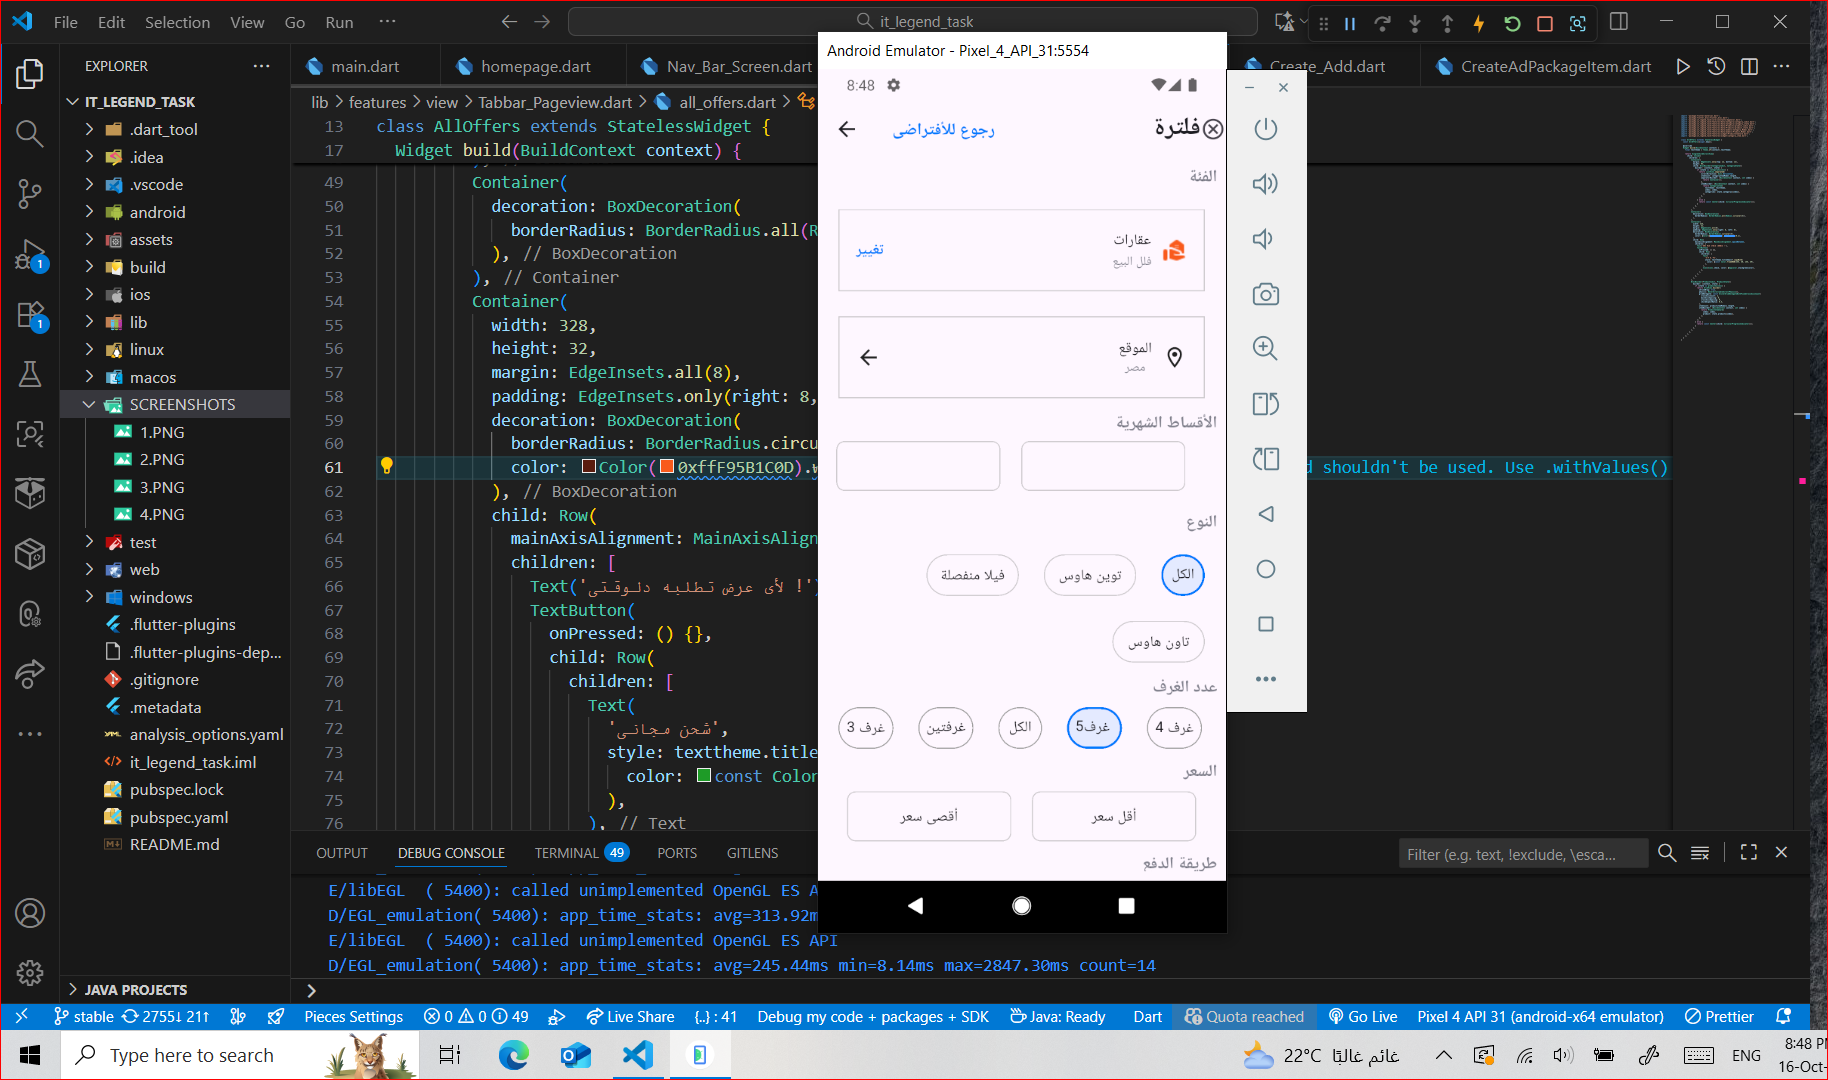 File Edit Selection View Go Run ···
it_legend_task
EXPLORER
IT_LEGEND_TASK
.dart_tool
.idea
.vscode
android
assets
build
ios
lib
linux
macos
SCREENSHOTS
1.PNG
2.PNG
3.PNG
4.PNG
test
web
windows
.flutter-plugins
.flutter-plugins-dep...
.gitignore
.metadata
analysis_options.yaml
it_legend_task.iml
pubspec.lock
pubspec.yaml
README.md
JAVA PROJECTS
1
1
main.dart
homepage.dart
Nav_Bar_Screen.dart
Create_Add.dart
CreateAdPackageItem.dart
lib > features > view > Tabbar_Pageview.dart > all_offers.dart >
13 class AllOffers extends StatelessWidget {
17 Widget build(BuildContext context) {
49 Container(
50 decoration: BoxDecoration(
51 borderRadius: BorderRadius.all(R
52 ), // BoxDecoration
53 ), // Container
54 Container(
55 width: 328,
56 height: 32,
57 margin: EdgeInsets.all(8),
58 padding: EdgeInsets.only(right: 8,
59 decoration: BoxDecoration(
60 borderRadius: BorderRadius.circu
61 color: Color(0xffF95B1C0D).w
d shouldn't be used. Use .withValues()
62 ), // BoxDecoration
63 child: Row(
64 mainAxisAlignment: MainAxisAlign
65 children: [
66 Text('! لأى عرض تطلبه دلوقتى')
67 TextButton(
68 onPressed: () {},
69 child: Row(
70 children: [
71 Text(
72 'شحن مجانى',
73 style: texttheme.title
74 color: const Color
75 ),
76 ), // Text
Android Emulator - Pixel_4_API_31:5554
8:48
فلترة
رجوع للأفتراضى
الفئة
عقارات
فلل البيع
تغيير
الموقع
مصر
الأقساط الشهرية
النوع
الكل
توين هاوس
فيلا منفصلة
تاون هاوس
عدد الغرف
4 غرف
5غرف
الكل
غرفتين
3 غرف
السعر
أقل سعر
أقصى سعر
طريقة الدفع
OUTPUT DEBUG CONSOLE TERMINAL 49 PORTS GITLENS
Filter (e.g. text, !exclude, \esca...
E/libEGL ( 5400): called unimplemented OpenGL ES A
D/EGL_emulation( 5400): app_time_stats: avg=313.92m
E/libEGL ( 5400): called unimplemented OpenGL ES API
D/EGL_emulation( 5400): app_time_stats: avg=245.44ms min=8.14ms max=2847.30ms count=14
stable 2755↓ 21↑ Pieces Settings 0 0 49 Live Share {..} : 41 Debug my code + packages + SDK Java: Ready Dart Quota reached Go Live Pixel 4 API 31 (android-x64 emulator) Prettier
Type here to search
22°C غائم غالبًا
ENG
8:48 PM
16-Oct-